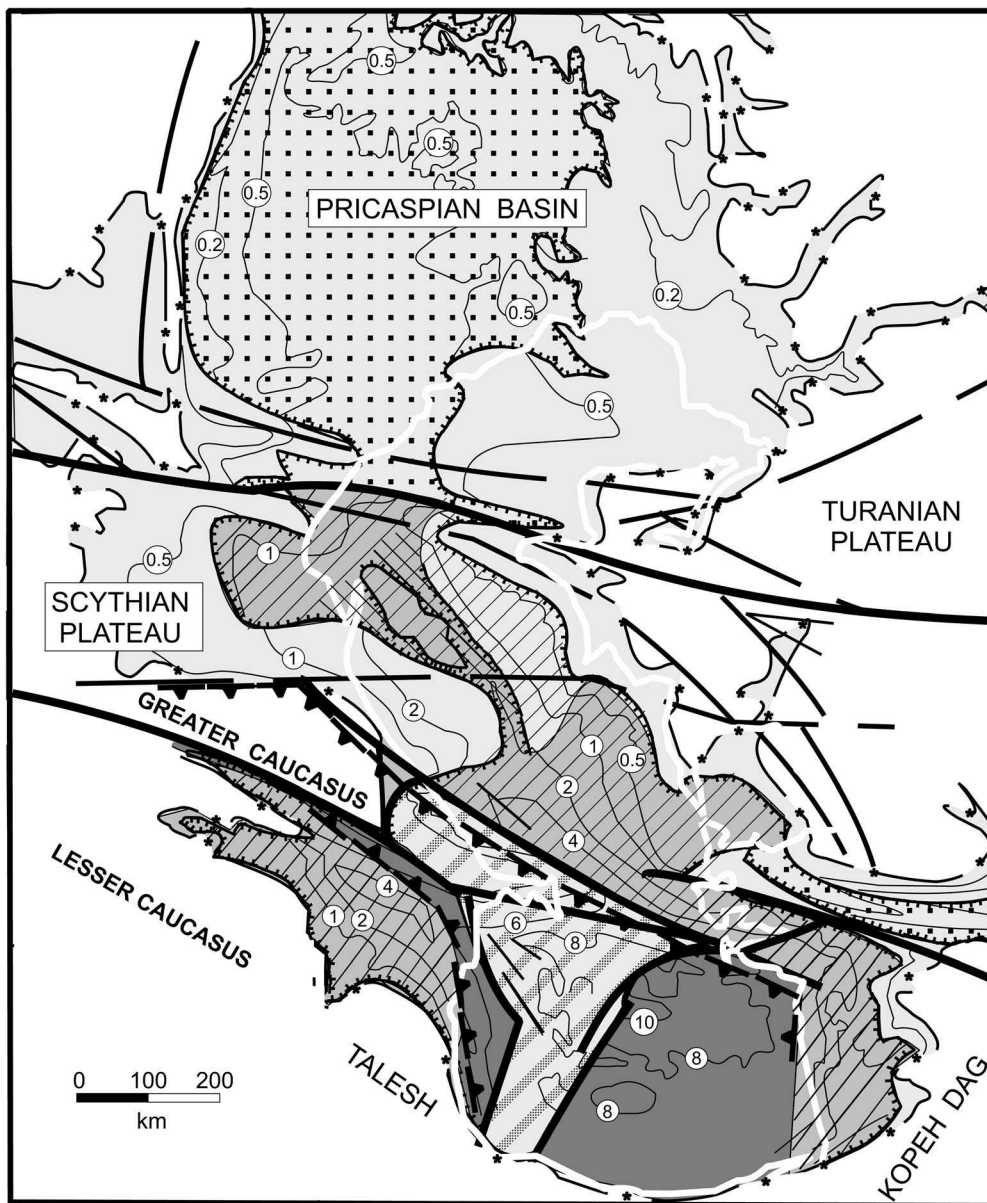 0.5
0.5
0.5
PRICASPIAN BASIN
0.2
0.5
0.2
0.5
TURANIAN
PLATEAU
1
0.5
SCYTHIAN
PLATEAU
1
2
GREATER CAUCASUS
1
0.5
2
4
LESSER CAUCASUS
4
1
2
6
8
10
8
8
TALESH
KOPEH DAG
0 100 200
km